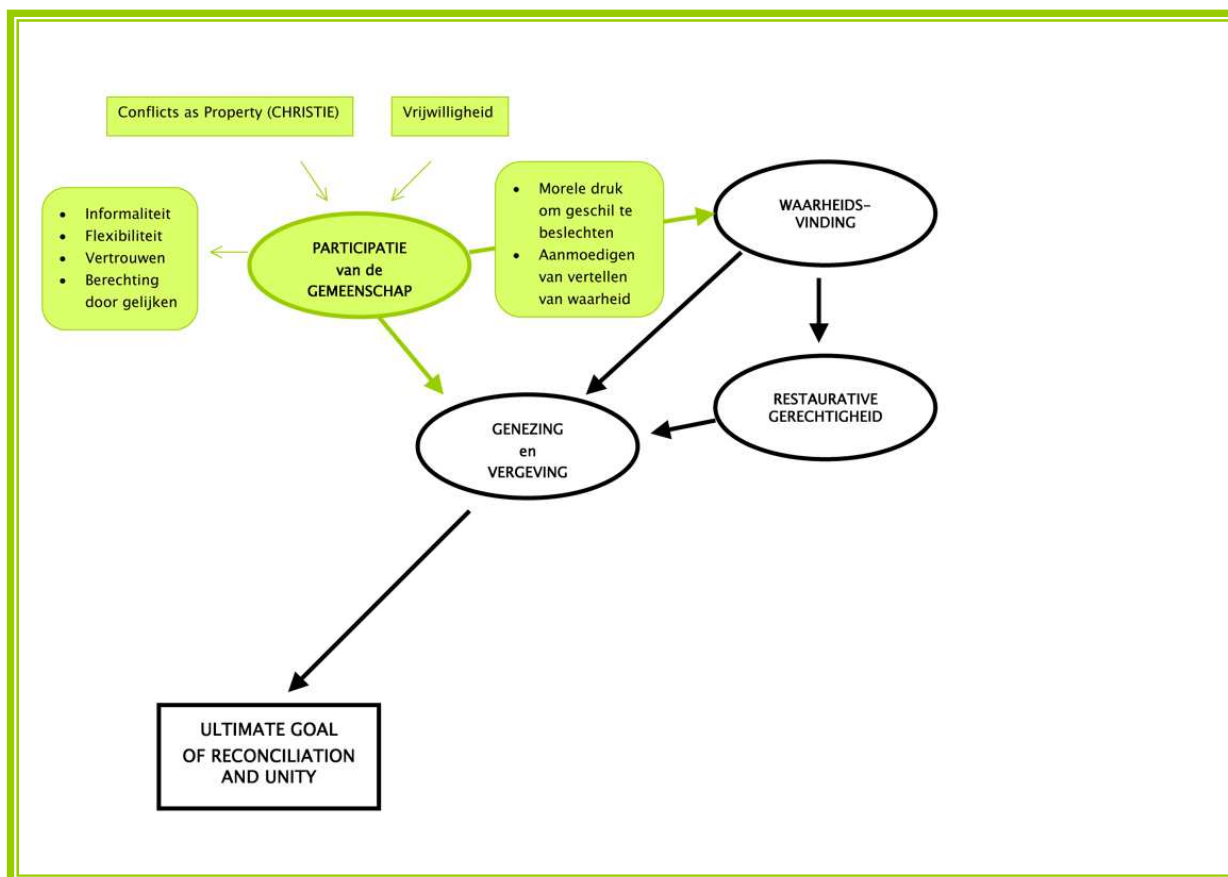 Conflicts as Property (CHRISTIE)
Vrijwilligheid
• Informaliteit
• Flexibiliteit
• Vertrouwen
• Berechting
door gelijken
PARTICIPATIE
van de
GEMEENSCHAP
• Morele druk
om geschil te
beslechten
• Aanmoedigen
van vertellen
van waarheid
WAARHEIDS-
VINDING
RESTAURATIVE
GERECHTIGHEID
GENEZING
en
VERGEVING
ULTIMATE GOAL
OF RECONCILIATION
AND UNITY